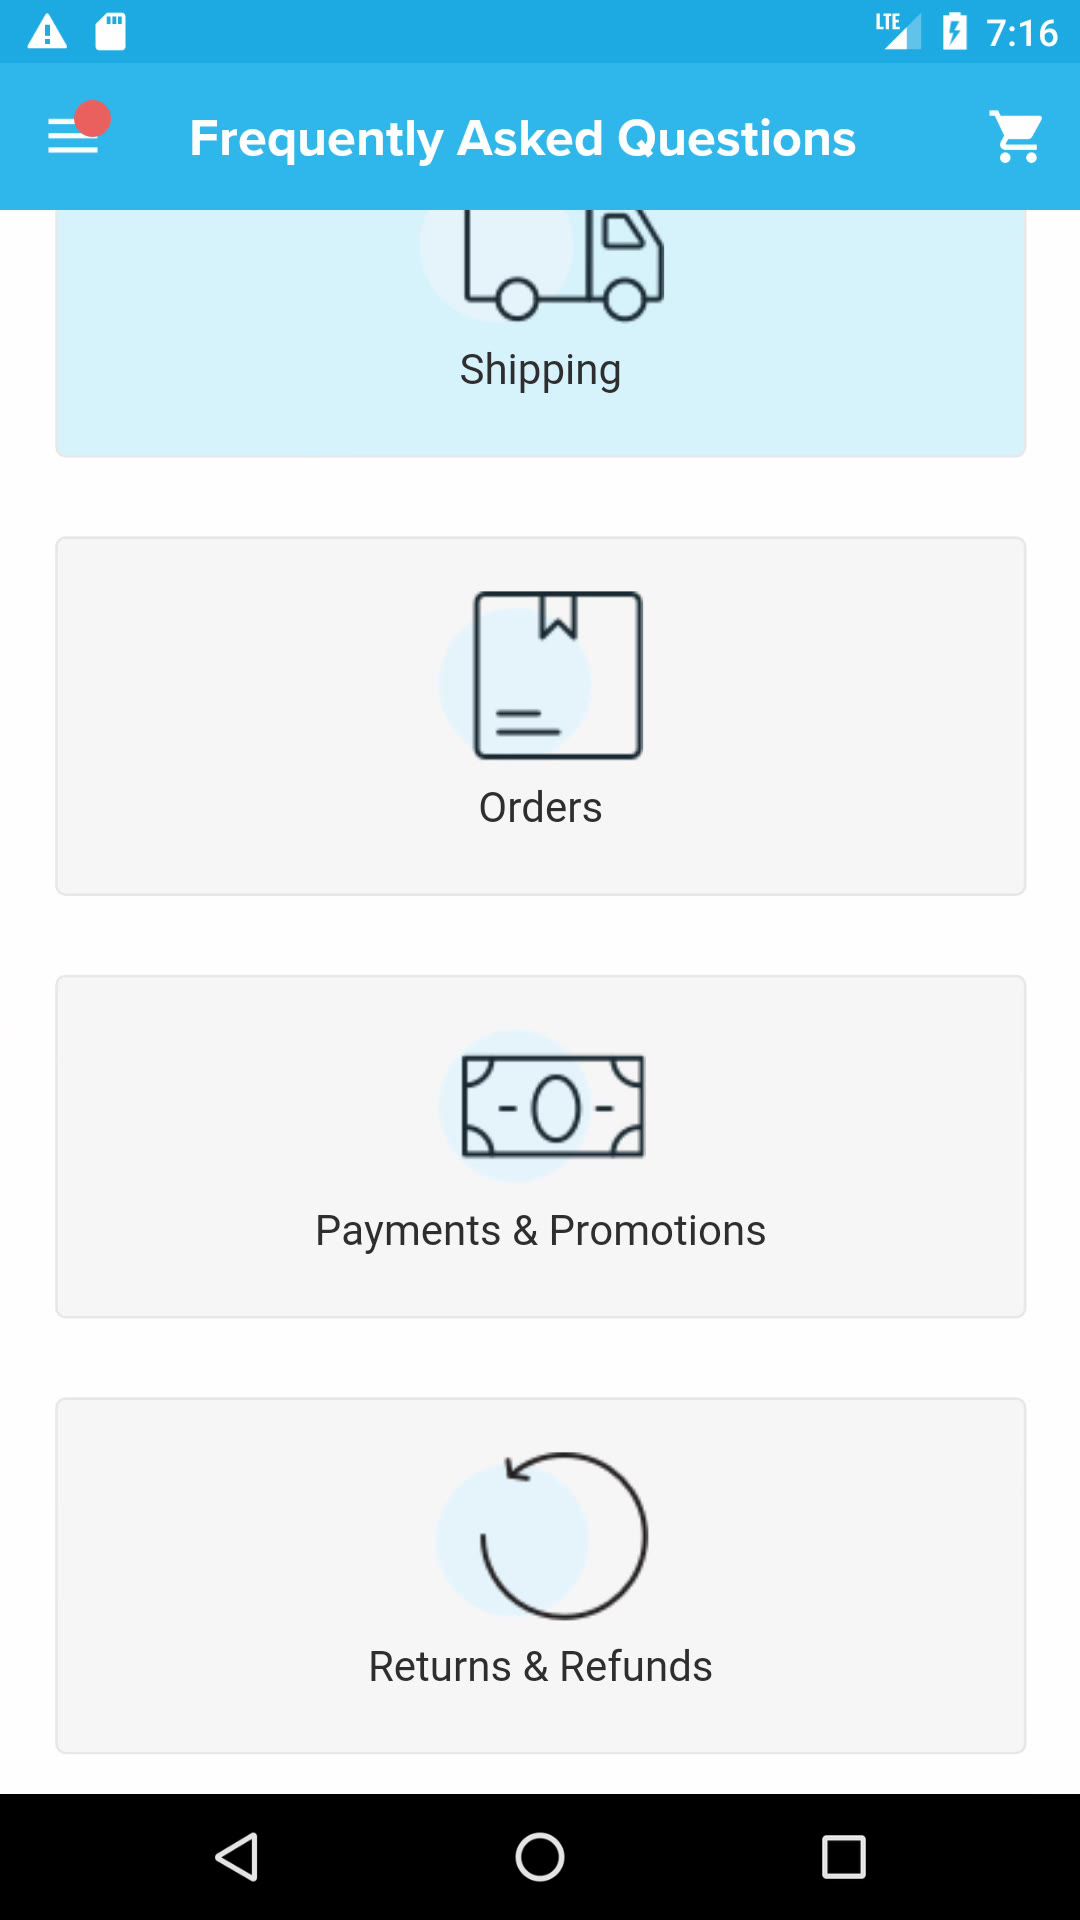 LTE 7:16
Frequently Asked Questions
Shipping
Orders
Payments & Promotions
Returns & Refunds